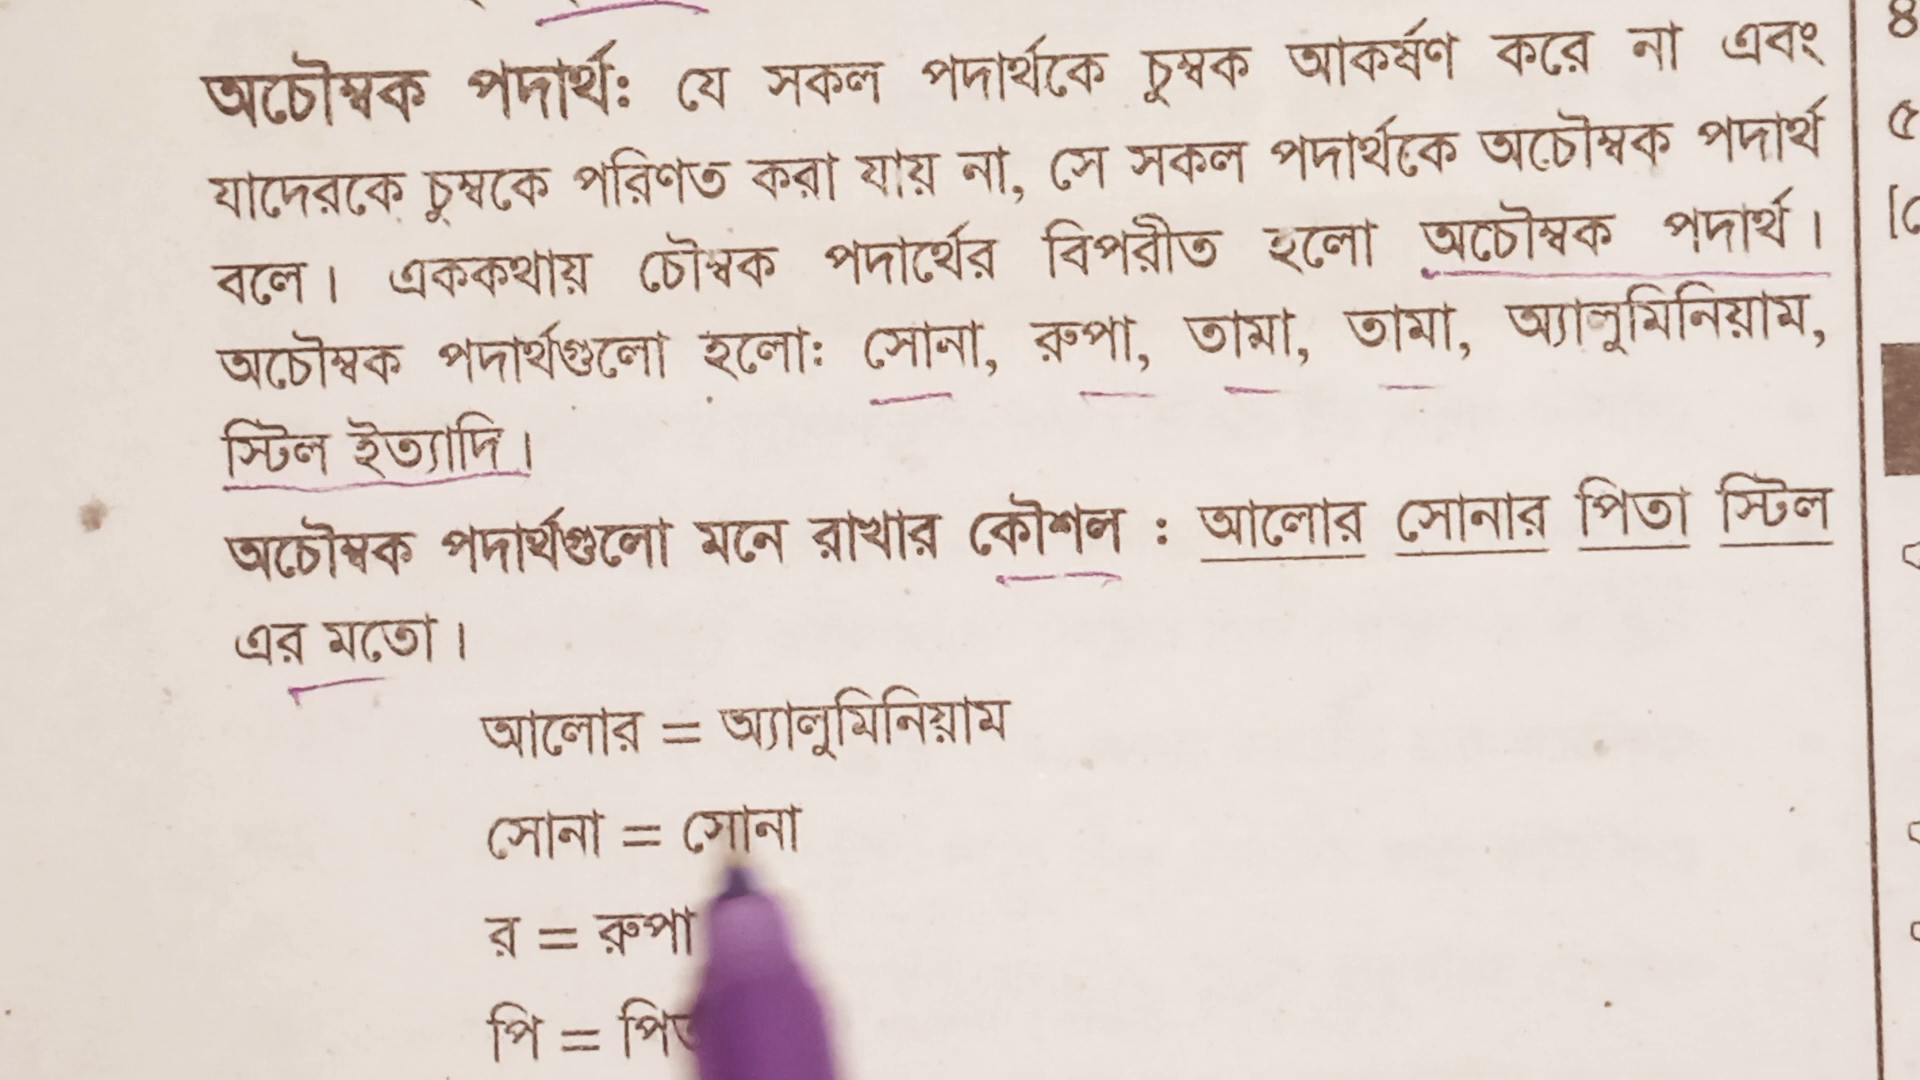 অচৌম্বক পদার্থ: যে সকল পদার্থকে চুম্বক আকর্ষণ করে না এবং
যাদেরকে চুম্বকে পরিণত করা যায় না, সে সকল পদার্থকে অচৌম্বক পদার্থ
বলে। এককথায় চৌম্বক পদার্থের বিপরীত হলো অচৌম্বক পদার্থ।
অচৌম্বক পদার্থগুলো হলো: সোনা, রুপা, তামা, তামা, অ্যালুমিনিয়াম,
স্টিল ইত্যাদি।
অচৌম্বক পদার্থগুলো মনে রাখার কৌশল : আলোর সোনার পিতা স্টিল
এর মতো।
আলোর = অ্যালুমিনিয়াম
সোনা = সোনা
র = রুপা
পি =
৪
৫